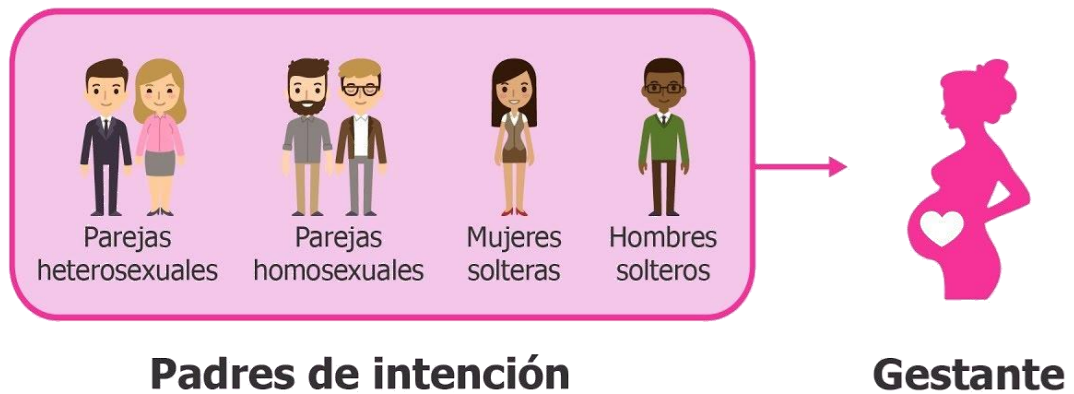 Parejas
heterosexuales
Parejas
homosexuales
Mujeres
solteras
Hombres
solteros
Padres de intención
Gestante